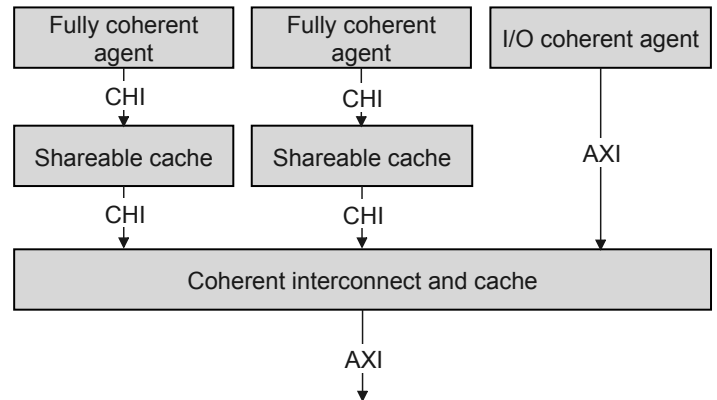 Fully coherent
agent
Fully coherent
agent
I/O coherent agent
CHI
CHI
Shareable cache
Shareable cache
AXI
CHI
CHI
Coherent interconnect and cache
AXI